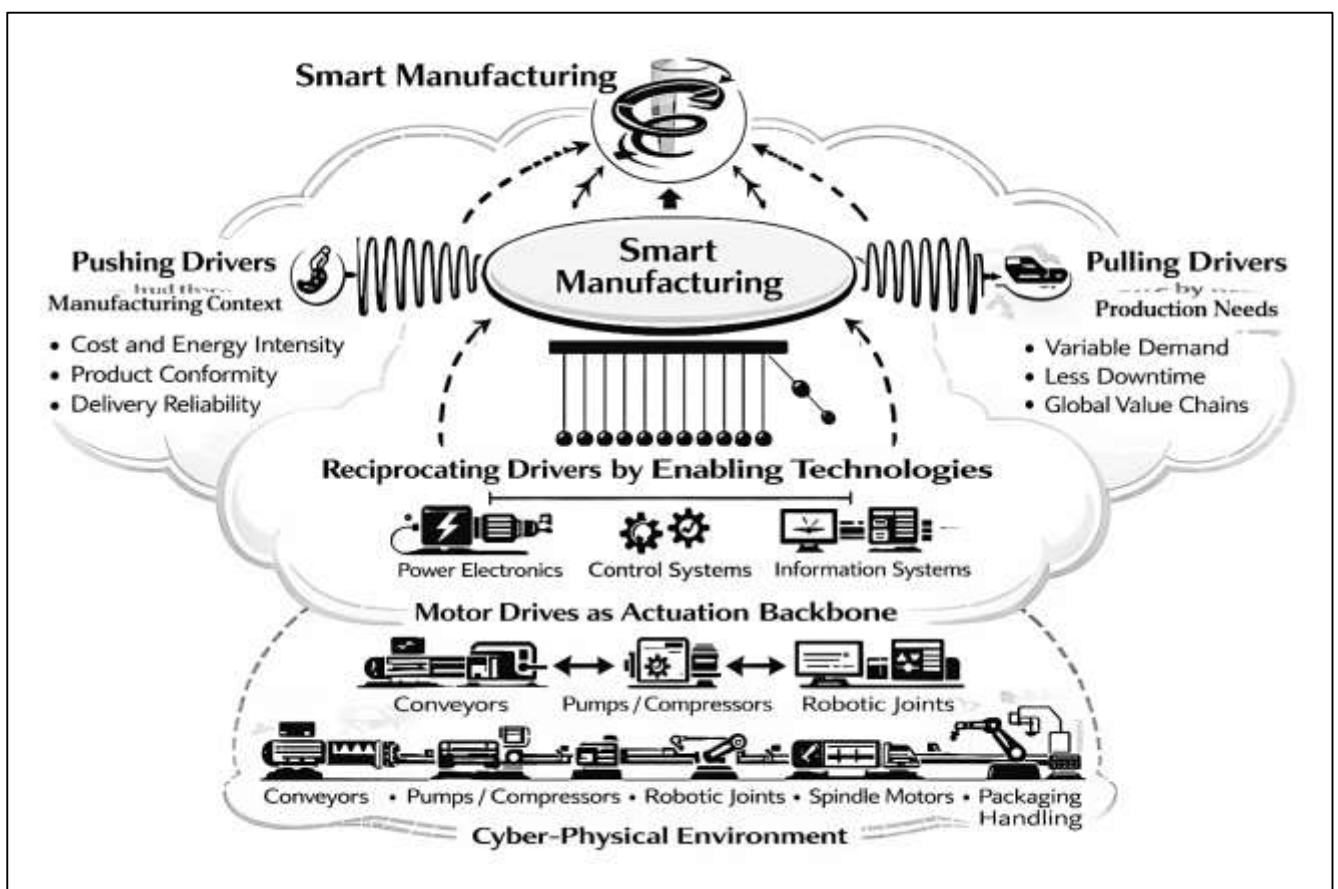 Smart Manufacturing
Smart
Manufacturing
Pushing Drivers
Manufacturing Context
• Cost and Energy Intensity
• Product Conformity
• Delivery Reliability
Pulling Drivers
by
Production Needs
• Variable Demand
• Less Downtime
• Global Value Chains
Reciprocating Drivers by Enabling Technologies
Power Electronics
Control Systems
Information Systems
Motor Drives as Actuation Backbone
Conveyors
Pumps / Compressors
Robotic Joints
Conveyors • Pumps / Compressors • Robotic Joints • Spindle Motors • Packaging
Handling
Cyber-Physical Environment